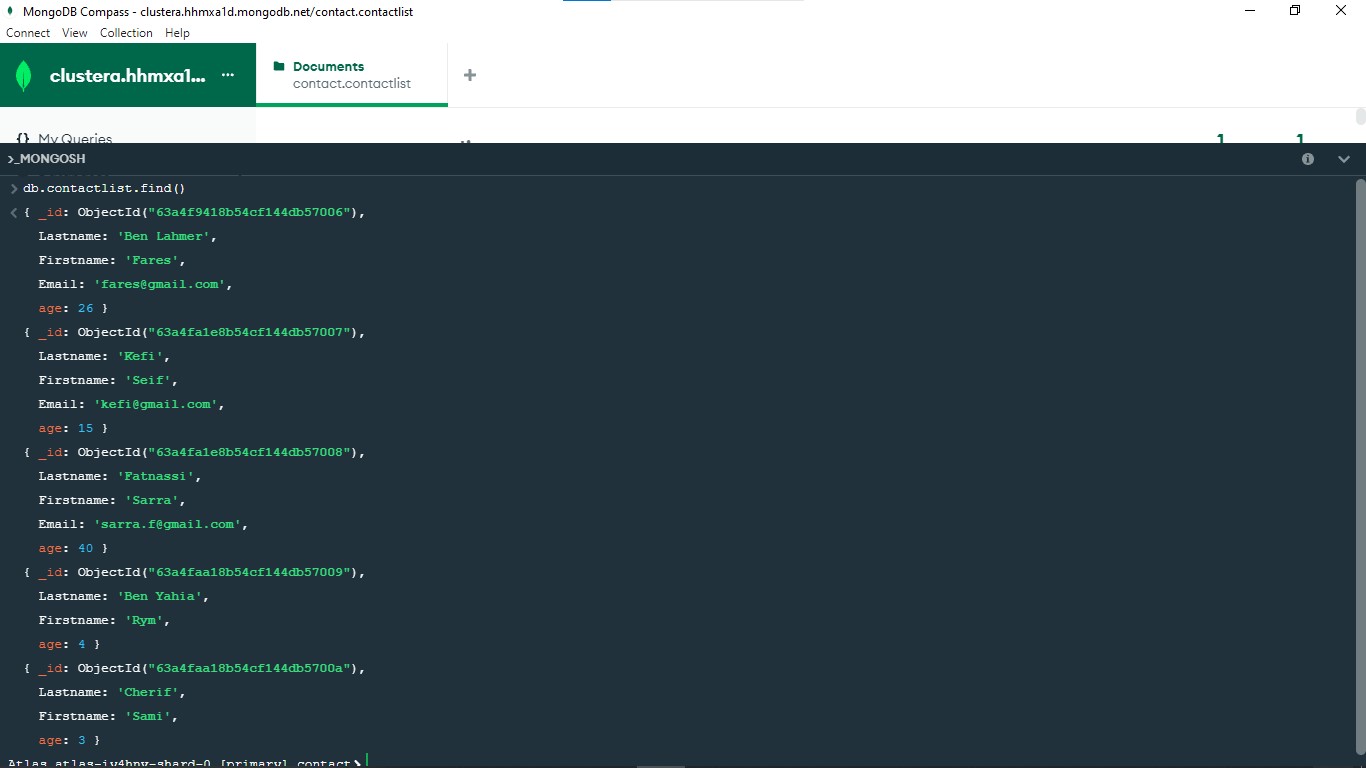 MongoDB Compass - clustera.hhmxa1d.mongodb.net/contact.contactlist
Connect View Collection Help
clustera.hhmxa1... ...
Documents
contact.contactlist
{} My Queries
1 1
>_MONGOSH
> db.contactlist.find()
< { _id: ObjectId("63a4f9418b54cf144db57006"),
Lastname: 'Ben Lahmer',
Firstname: 'Fares',
Email: 'fares@gmail.com',
age: 26 }
{ _id: ObjectId("63a4fa1e8b54cf144db57007"),
Lastname: 'Kefi',
Firstname: 'Seif',
Email: 'kefi@gmail.com',
age: 15 }
{ _id: ObjectId("63a4fa1e8b54cf144db57008"),
Lastname: 'Fatnassi',
Firstname: 'Sarra',
Email: 'sarra.f@gmail.com',
age: 40 }
{ _id: ObjectId("63a4faa18b54cf144db57009"),
Lastname: 'Ben Yahia',
Firstname: 'Rym',
age: 4 }
{ _id: ObjectId("63a4faa18b54cf144db5700a"),
Lastname: 'Cherif',
Firstname: 'Sami',
age: 3 }
Atlas [primary] contact>